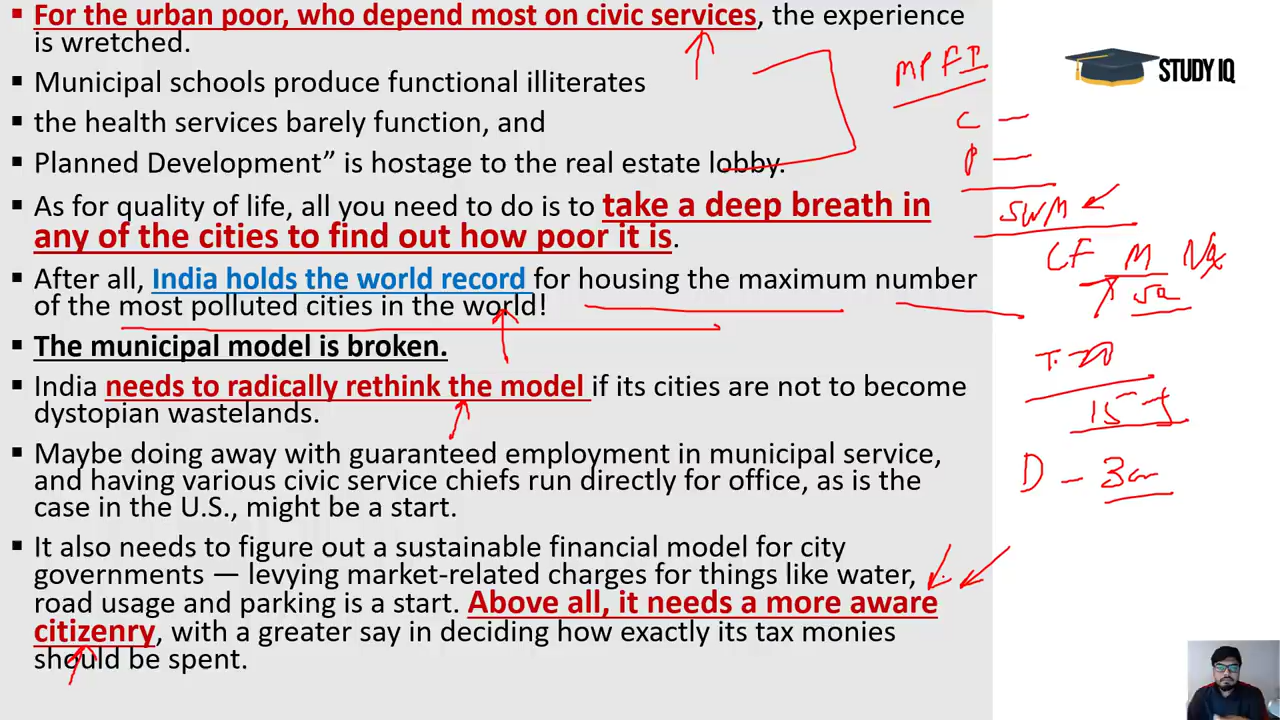 ▪ For the urban poor, who depend most on civic services, the experience
is wretched.
▪ Municipal schools produce functional illiterates
▪ the health services barely function, and
▪ Planned Development” is hostage to the real estate lobby.
▪ As for quality of life, all you need to do is to take a deep breath in
any of the cities to find out how poor it is.
▪ After all, India holds the world record for housing the maximum number
of the most polluted cities in the world!
▪ The municipal model is broken.
▪ India needs to radically rethink the model if its cities are not to become
dystopian wastelands.
▪ Maybe doing away with guaranteed employment in municipal service,
and having various civic service chiefs run directly for office, as is the
case in the U.S., might be a start.
▪ It also needs to figure out a sustainable financial model for city
governments — levying market-related charges for things like water,
road usage and parking is a start. Above all, it needs a more aware
citizenry, with a greater say in deciding how exactly its tax monies
should be spent.
STUDY IQ
C –
P –
SWM
CF M
15
D –